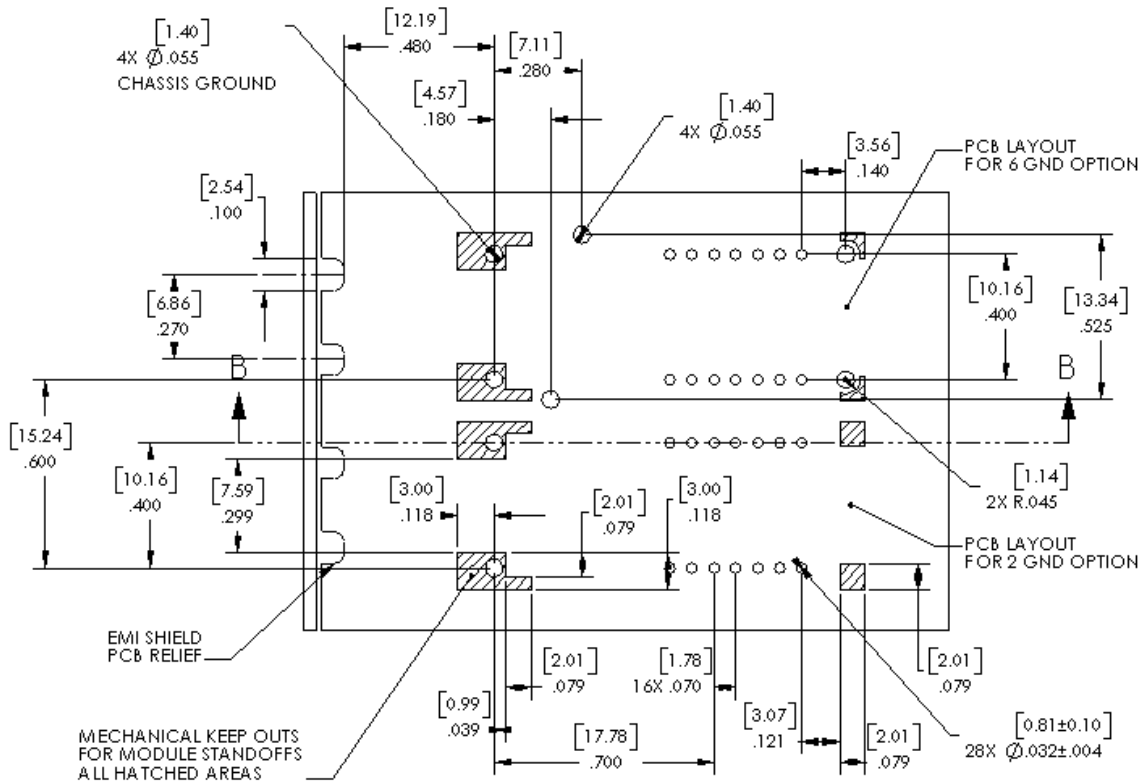 [1.40]
4X Ø.055
CHASSIS GROUND
[12.19]
.480
[7.11]
.280
[4.57]
.180
[1.40]
4X Ø.055
[3.56]
.140
PCB LAYOUT
FOR 6 GND OPTION
[2.54]
.100
[6.86]
.270
[10.16]
.400
[13.34]
.525
B
B
[15.24]
.600
[10.16]
.400
[7.59]
.299
[3.00]
.118
[2.01]
.079
[3.00]
.118
[1.14]
2X R.045
PCB LAYOUT
FOR 2 GND OPTION
EMI SHIELD
PCB RELIEF
[2.01]
.079
[1.78]
16X .070
[2.01]
.079
[0.99]
.039
[3.07]
.121
MECHANICAL KEEP OUTS
FOR MODULE STANDOFFS
ALL HATCHED AREAS
[17.78]
.700
[2.01]
.079
[0.81±0.10]
28X Ø.032±.004